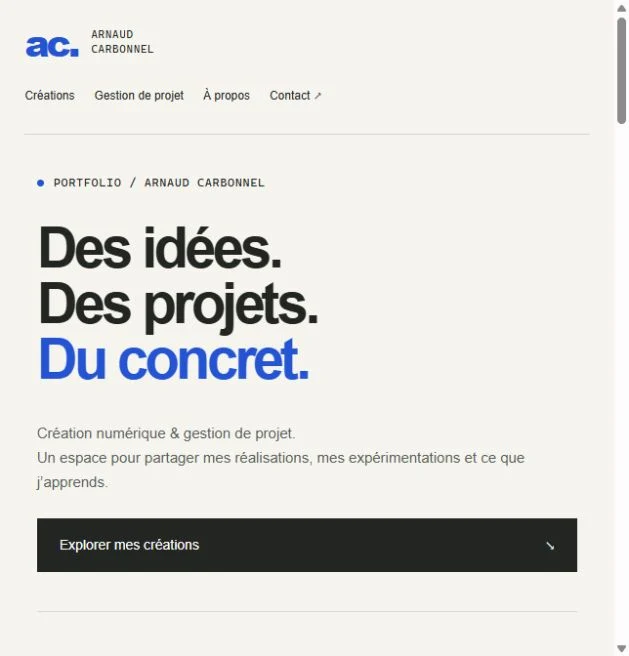 ac.
ARNAUD
CARBONNEL
Créations Gestion de projet À propos Contact ↗
PORTFOLIO / ARNAUD CARBONNEL
Des idées.
Des projets.
Du concret.
Création numérique & gestion de projet.
Un espace pour partager mes réalisations, mes expérimentations et ce que
j'apprends.
Explorer mes créations ↘